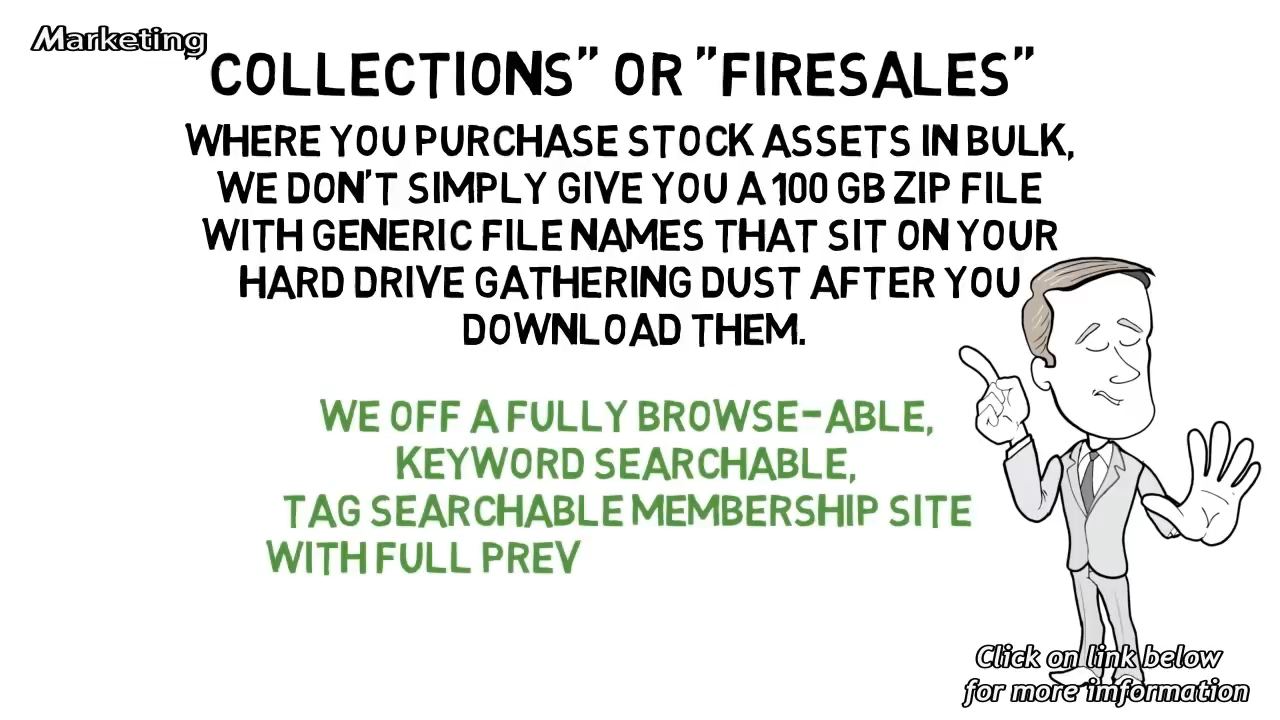 Marketing
"COLLECTIONS" OR "FIRESALES"
WHERE YOU PURCHASE STOCK ASSETS IN BULK,
WE DON'T SIMPLY GIVE YOU A 100 GB ZIP FILE
WITH GENERIC FILE NAMES THAT SIT ON YOUR
HARD DRIVE GATHERING DUST AFTER YOU
DOWNLOAD THEM.
WE OFF A FULLY BROWSE-ABLE,
KEYWORD SEARCHABLE,
TAG SEARCHABLE MEMBERSHIP SITE
WITH FULL PREV
Click on link below
for more imformation